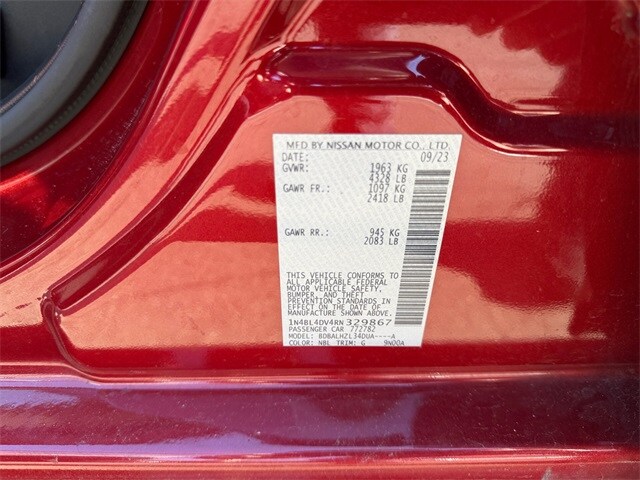 MFD BY NISSAN MOTOR CO., LTD.
DATE: 09/23
GVWR: 1963 KG
4328 LB
GAWR FR: 1097 KG
2418 LB
GAWR RR: 945 KG
2083 LB
THIS VEHICLE CONFORMS TO
ALL APPLICABLE FEDERAL
MOTOR VEHICLE SAFETY,
BUMPER, AND THEFT
PREVENTION STANDARDS IN
EFFECT ON THE DATE OF
MANUFACTURE SHOWN ABOVE.
1N4BL4DV4RN329867
PASSENGER CAR 772782
MODEL: BDBALHZL34DUA----A
COLOR: NBL TRIM: G 9N00A